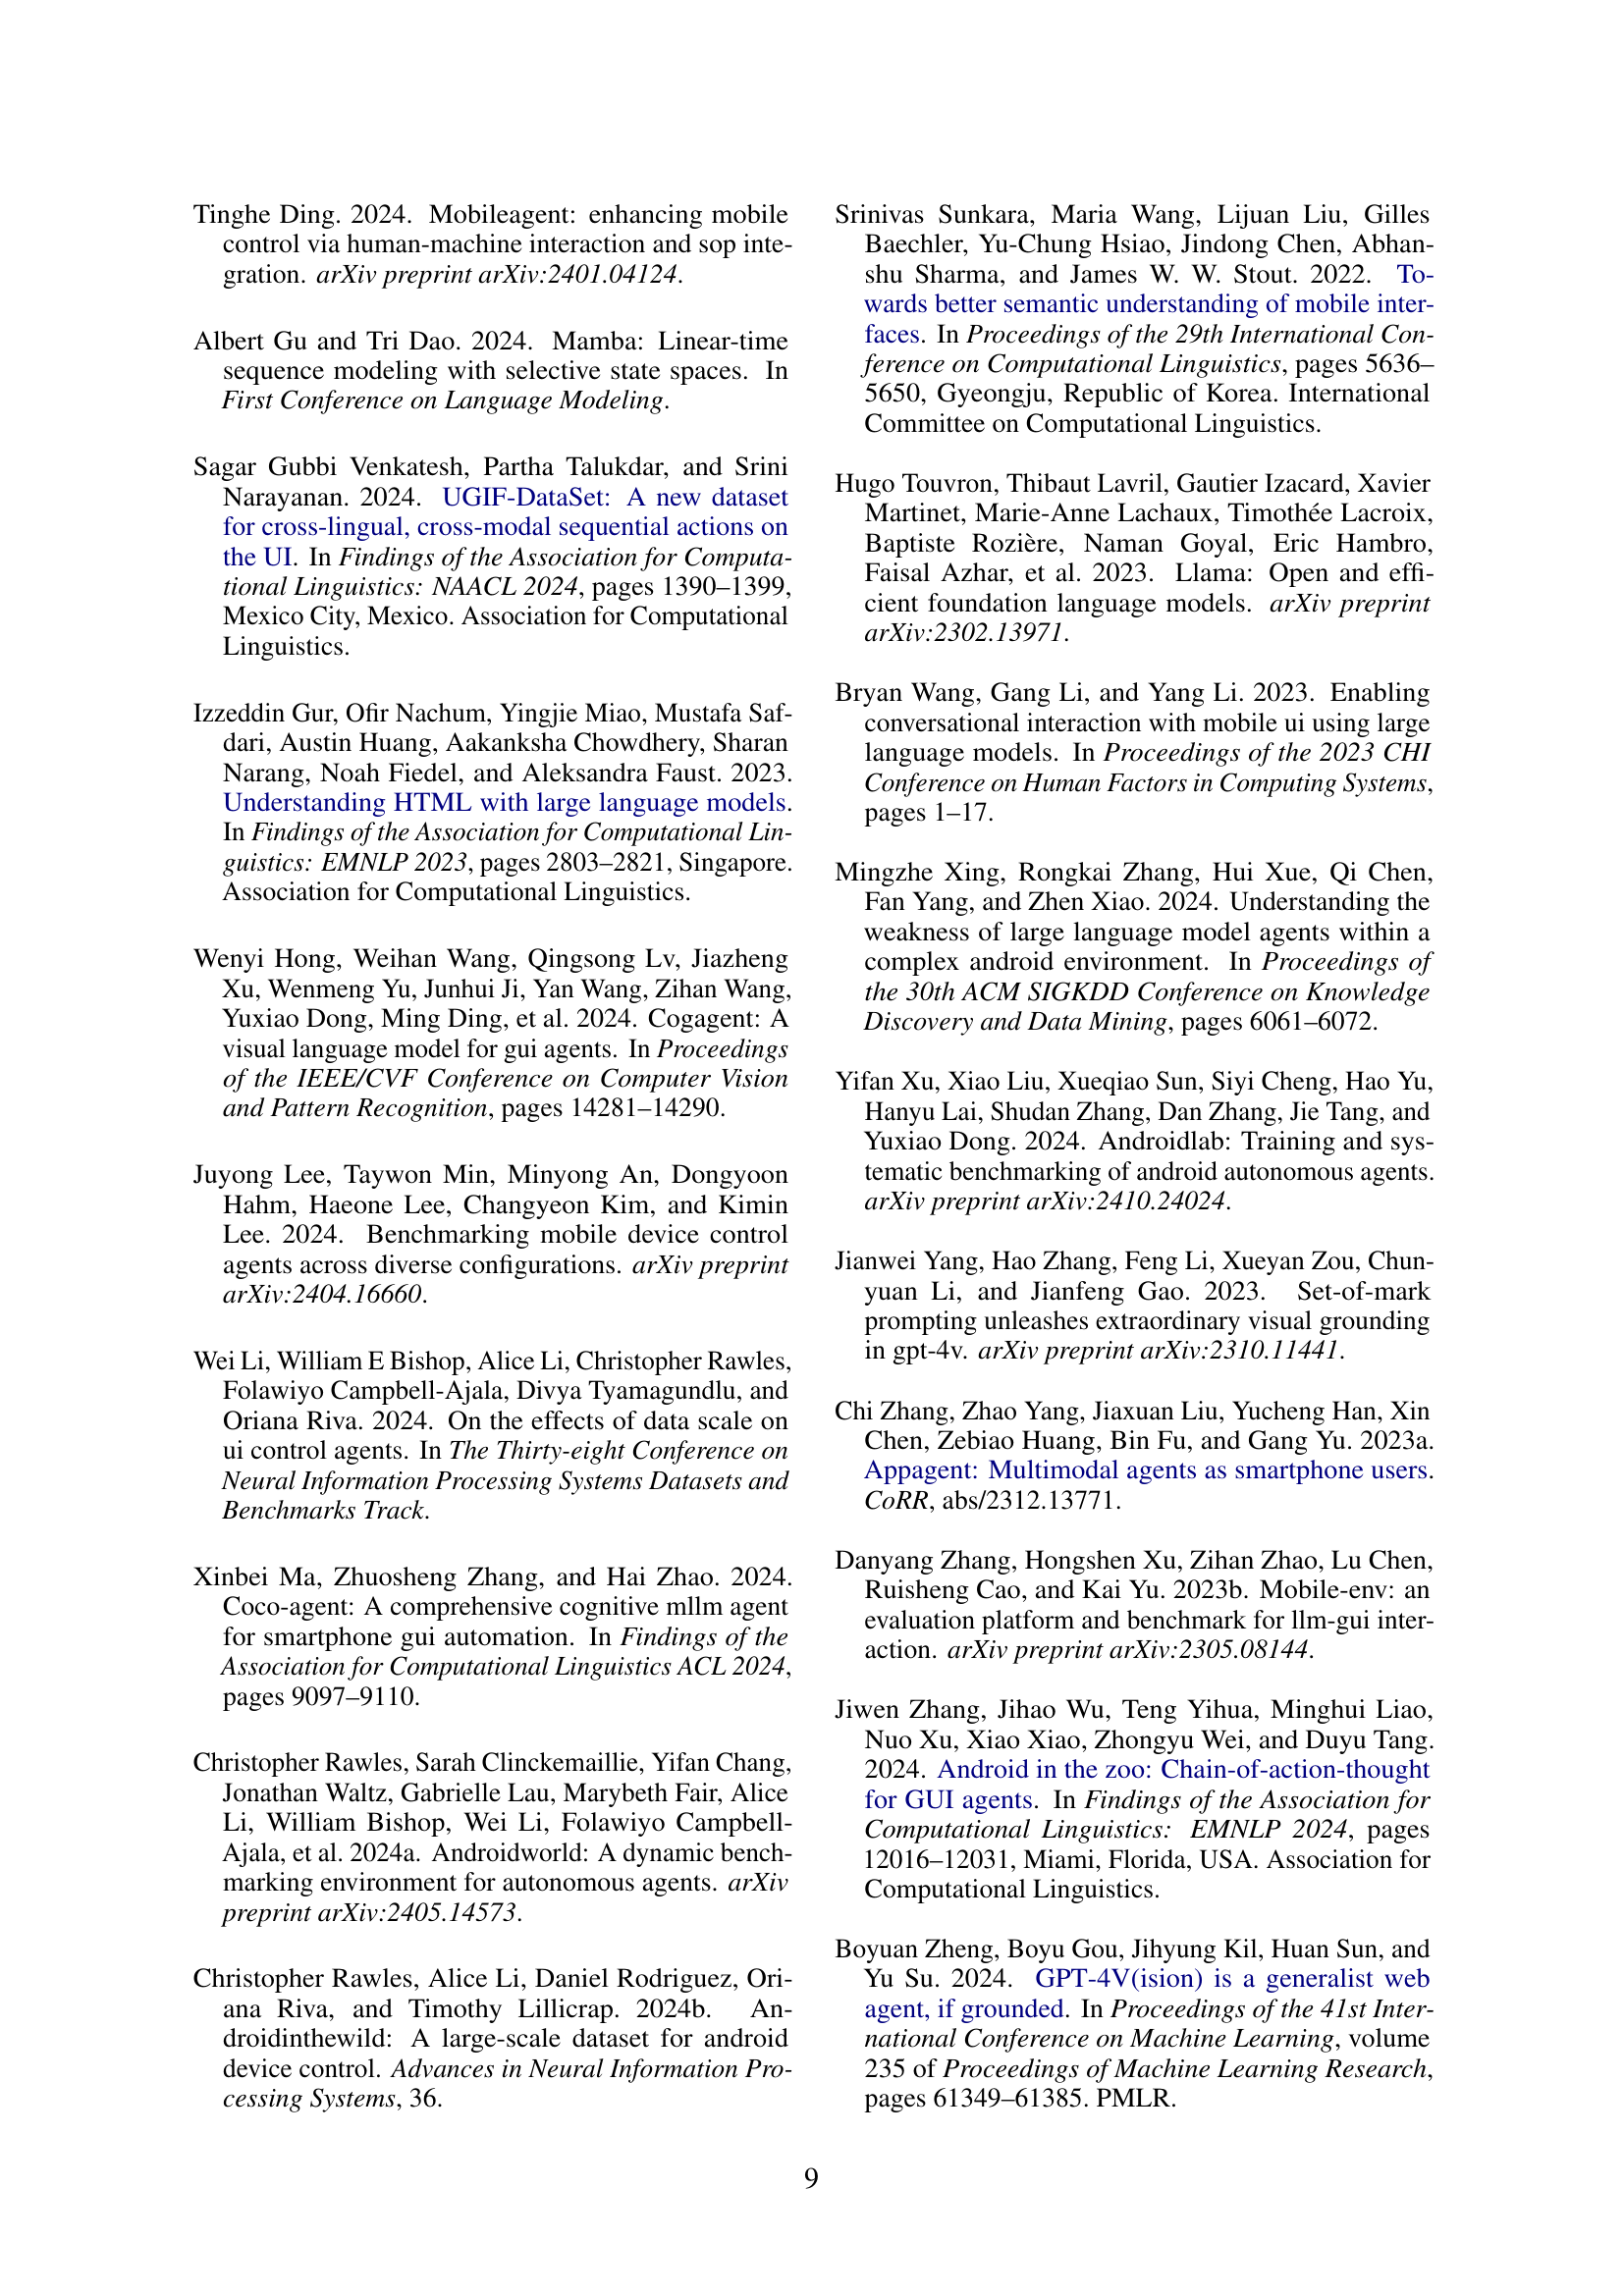 Tinghe Ding. 2024. Mobileagent: enhancing mobile
control via human-machine interaction and sop inte-
gration. arXiv preprint arXiv:2401.04124.
Albert Gu and Tri Dao. 2024. Mamba: Linear-time
sequence modeling with selective state spaces. In
First Conference on Language Modeling.
Sagar Gubbi Venkatesh, Partha Talukdar, and Srini
Narayanan. 2024. UGIF-DataSet: A new dataset
for cross-lingual, cross-modal sequential actions on
the UI. In Findings of the Association for Computa-
tional Linguistics: NAACL 2024, pages 1390–1399,
Mexico City, Mexico. Association for Computational
Linguistics.
Izzeddin Gur, Ofir Nachum, Yingjie Miao, Mustafa Saf-
dari, Austin Huang, Aakanksha Chowdhery, Sharan
Narang, Noah Fiedel, and Aleksandra Faust. 2023.
Understanding HTML with large language models.
In Findings of the Association for Computational Lin-
guistics: EMNLP 2023, pages 2803–2821, Singapore.
Association for Computational Linguistics.
Wenyi Hong, Weihan Wang, Qingsong Lv, Jiazheng
Xu, Wenmeng Yu, Junhui Ji, Yan Wang, Zihan Wang,
Yuxiao Dong, Ming Ding, et al. 2024. Cogagent: A
visual language model for gui agents. In Proceedings
of the IEEE/CVF Conference on Computer Vision
and Pattern Recognition, pages 14281–14290.
Juyong Lee, Taywon Min, Minyong An, Dongyoon
Hahm, Haeone Lee, Changyeon Kim, and Kimin
Lee. 2024. Benchmarking mobile device control
agents across diverse configurations. arXiv preprint
arXiv:2404.16660.
Wei Li, William E Bishop, Alice Li, Christopher Rawles,
Folawiyo Campbell-Ajala, Divya Tyamagundlu, and
Oriana Riva. 2024. On the effects of data scale on
ui control agents. In The Thirty-eight Conference on
Neural Information Processing Systems Datasets and
Benchmarks Track.
Xinbei Ma, Zhuosheng Zhang, and Hai Zhao. 2024.
Coco-agent: A comprehensive cognitive mllm agent
for smartphone gui automation. In Findings of the
Association for Computational Linguistics ACL 2024,
pages 9097–9110.
Christopher Rawles, Sarah Clinckemaillie, Yifan Chang,
Jonathan Waltz, Gabrielle Lau, Marybeth Fair, Alice
Li, William Bishop, Wei Li, Folawiyo Campbell-
Ajala, et al. 2024a. Androidworld: A dynamic bench-
marking environment for autonomous agents. arXiv
preprint arXiv:2405.14573.
Christopher Rawles, Alice Li, Daniel Rodriguez, Ori-
ana Riva, and Timothy Lillicrap. 2024b. An-
droidinthewild: A large-scale dataset for android
device control. Advances in Neural Information Pro-
cessing Systems, 36.
Srinivas Sunkara, Maria Wang, Lijuan Liu, Gilles
Baechler, Yu-Chung Hsiao, Jindong Chen, Abhan-
shu Sharma, and James W. W. Stout. 2022. To-
wards better semantic understanding of mobile inter-
faces. In Proceedings of the 29th International Con-
ference on Computational Linguistics, pages 5636–
5650, Gyeongju, Republic of Korea. International
Committee on Computational Linguistics.
Hugo Touvron, Thibaut Lavril, Gautier Izacard, Xavier
Martinet, Marie-Anne Lachaux, Timothée Lacroix,
Baptiste Rozière, Naman Goyal, Eric Hambro,
Faisal Azhar, et al. 2023. Llama: Open and effi-
cient foundation language models. arXiv preprint
arXiv:2302.13971.
Bryan Wang, Gang Li, and Yang Li. 2023. Enabling
conversational interaction with mobile ui using large
language models. In Proceedings of the 2023 CHI
Conference on Human Factors in Computing Systems,
pages 1–17.
Mingzhe Xing, Rongkai Zhang, Hui Xue, Qi Chen,
Fan Yang, and Zhen Xiao. 2024. Understanding the
weakness of large language model agents within a
complex android environment. In Proceedings of
the 30th ACM SIGKDD Conference on Knowledge
Discovery and Data Mining, pages 6061–6072.
Yifan Xu, Xiao Liu, Xueqiao Sun, Siyi Cheng, Hao Yu,
Hanyu Lai, Shudan Zhang, Dan Zhang, Jie Tang, and
Yuxiao Dong. 2024. Androidlab: Training and sys-
tematic benchmarking of android autonomous agents.
arXiv preprint arXiv:2410.24024.
Jianwei Yang, Hao Zhang, Feng Li, Xueyan Zou, Chun-
yuan Li, and Jianfeng Gao. 2023. Set-of-mark
prompting unleashes extraordinary visual grounding
in gpt-4v. arXiv preprint arXiv:2310.11441.
Chi Zhang, Zhao Yang, Jiaxuan Liu, Yucheng Han, Xin
Chen, Zebiao Huang, Bin Fu, and Gang Yu. 2023a.
Appagent: Multimodal agents as smartphone users.
CoRR, abs/2312.13771.
Danyang Zhang, Hongshen Xu, Zihan Zhao, Lu Chen,
Ruisheng Cao, and Kai Yu. 2023b. Mobile-env: an
evaluation platform and benchmark for llm-gui inter-
action. arXiv preprint arXiv:2305.08144.
Jiwen Zhang, Jihao Wu, Teng Yihua, Minghui Liao,
Nuo Xu, Xiao Xiao, Zhongyu Wei, and Duyu Tang.
2024. Android in the zoo: Chain-of-action-thought
for GUI agents. In Findings of the Association for
Computational Linguistics: EMNLP 2024, pages
12016–12031, Miami, Florida, USA. Association for
Computational Linguistics.
Boyuan Zheng, Boyu Gou, Jihyung Kil, Huan Sun, and
Yu Su. 2024. GPT-4V(ision) is a generalist web
agent, if grounded. In Proceedings of the 41st Inter-
national Conference on Machine Learning, volume
235 of Proceedings of Machine Learning Research,
pages 61349–61385. PMLR.
9